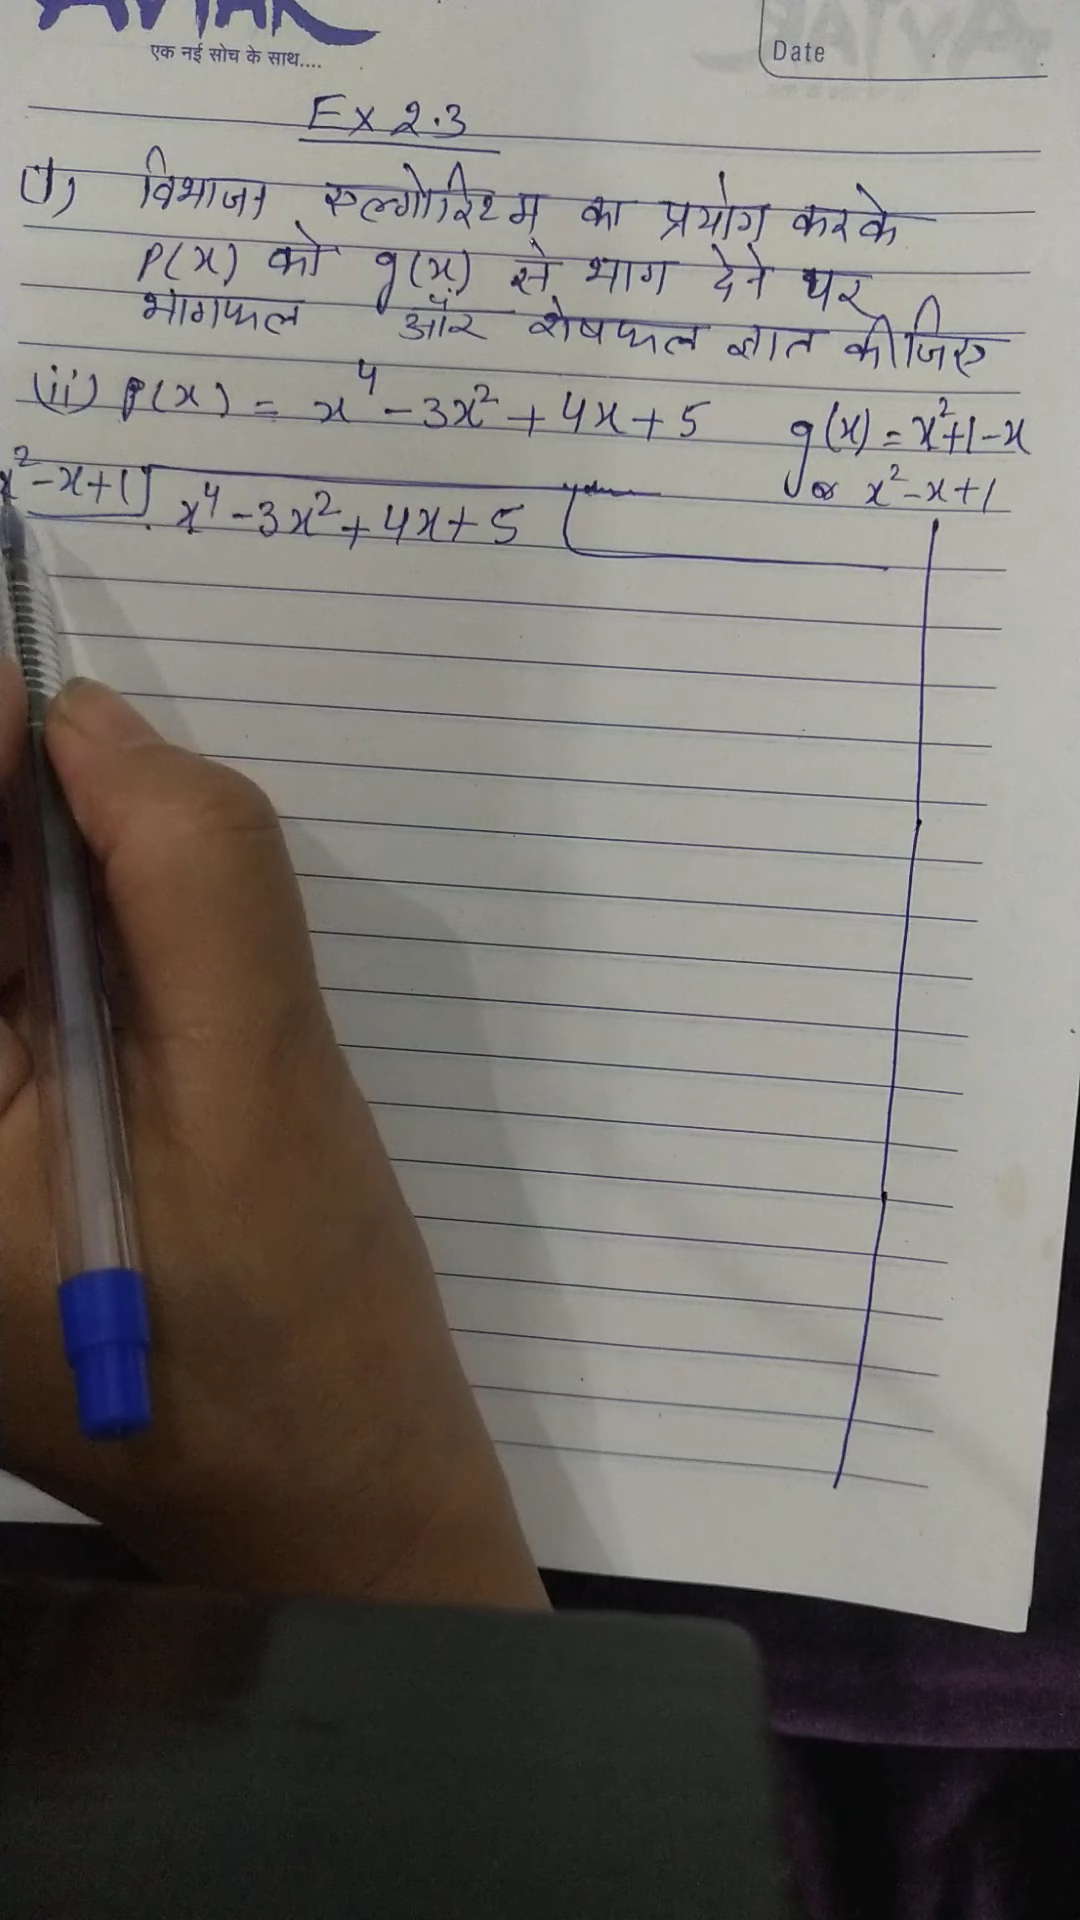 एक नई सोच के साथ....
Date
Ex 2.3
(1) विभाजन एल्गोरिथ्म का प्रयोग करके
P(x) को g(x) से भाग देने पर
भागफल और शेषफल ज्ञात कीजिए
(ii) P(x) = x⁴ - 3x² + 4x + 5 g(x) = x²+1-x
or x² - x + 1
x² - x + 1 ) x⁴ - 3x² + 4x + 5 (